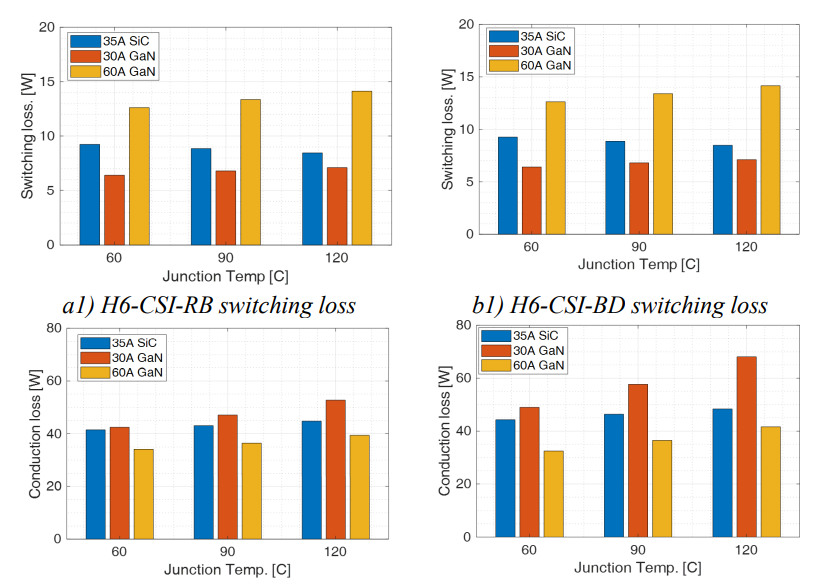 20
15
10
5
0
Switching loss. [W]
35A SiC
30A GaN
60A GaN
60
90
120
Junction Temp [C]
a1) H6-CSI-RB switching loss
20
15
10
5
0
Switching loss. [W]
35A SiC
30A GaN
60A GaN
60
90
120
Junction Temp [C]
b1) H6-CSI-BD switching loss
80
60
40
20
0
Conduction loss [W]
35A SiC
30A GaN
60A GaN
60
90
120
Junction Temp. [C]
80
60
40
20
0
Conduction loss [W]
35A SiC
30A GaN
60A GaN
60
90
120
Junction Temp. [C]